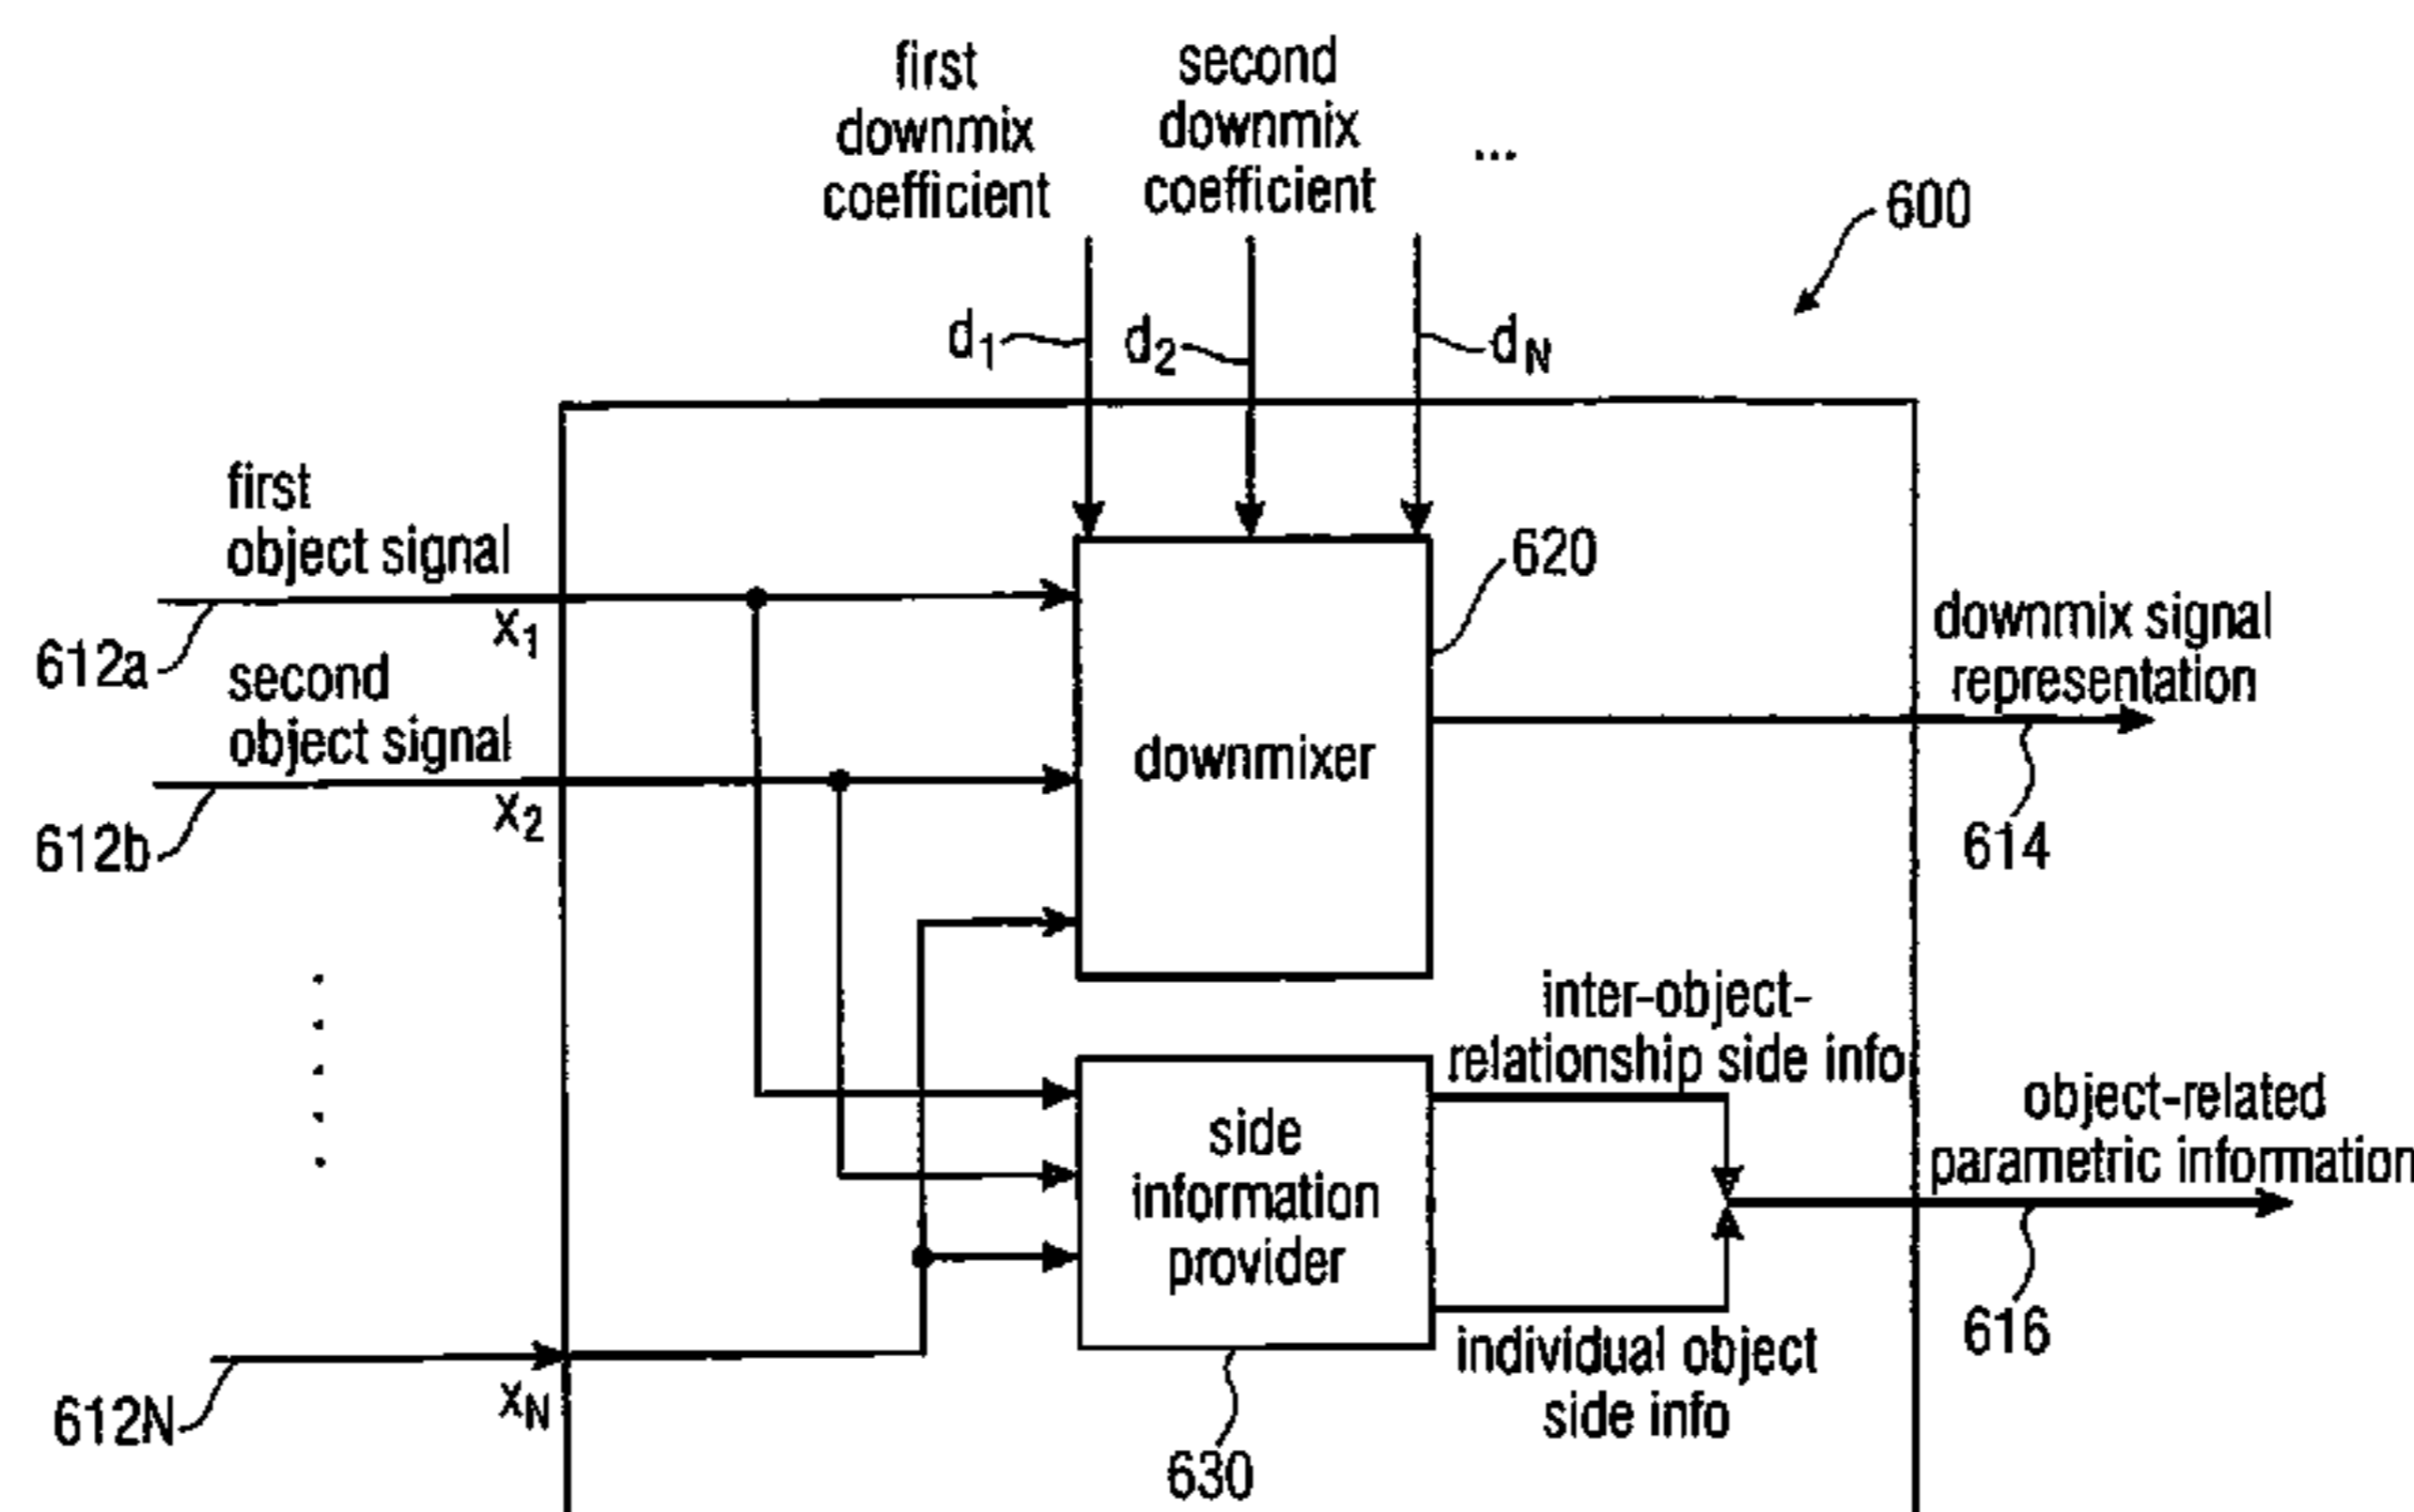 first
downmix
coefficient
second
downmix
coefficient
...
600
d1
d2
dN
first
object signal
612a
x1
second
object signal
612b
x2
620
downmixer
downmix signal
representation
614
inter-object-
relationship side info
side
information
provider
object-related
parametric information
616
individual object
side info
612N
xN
630